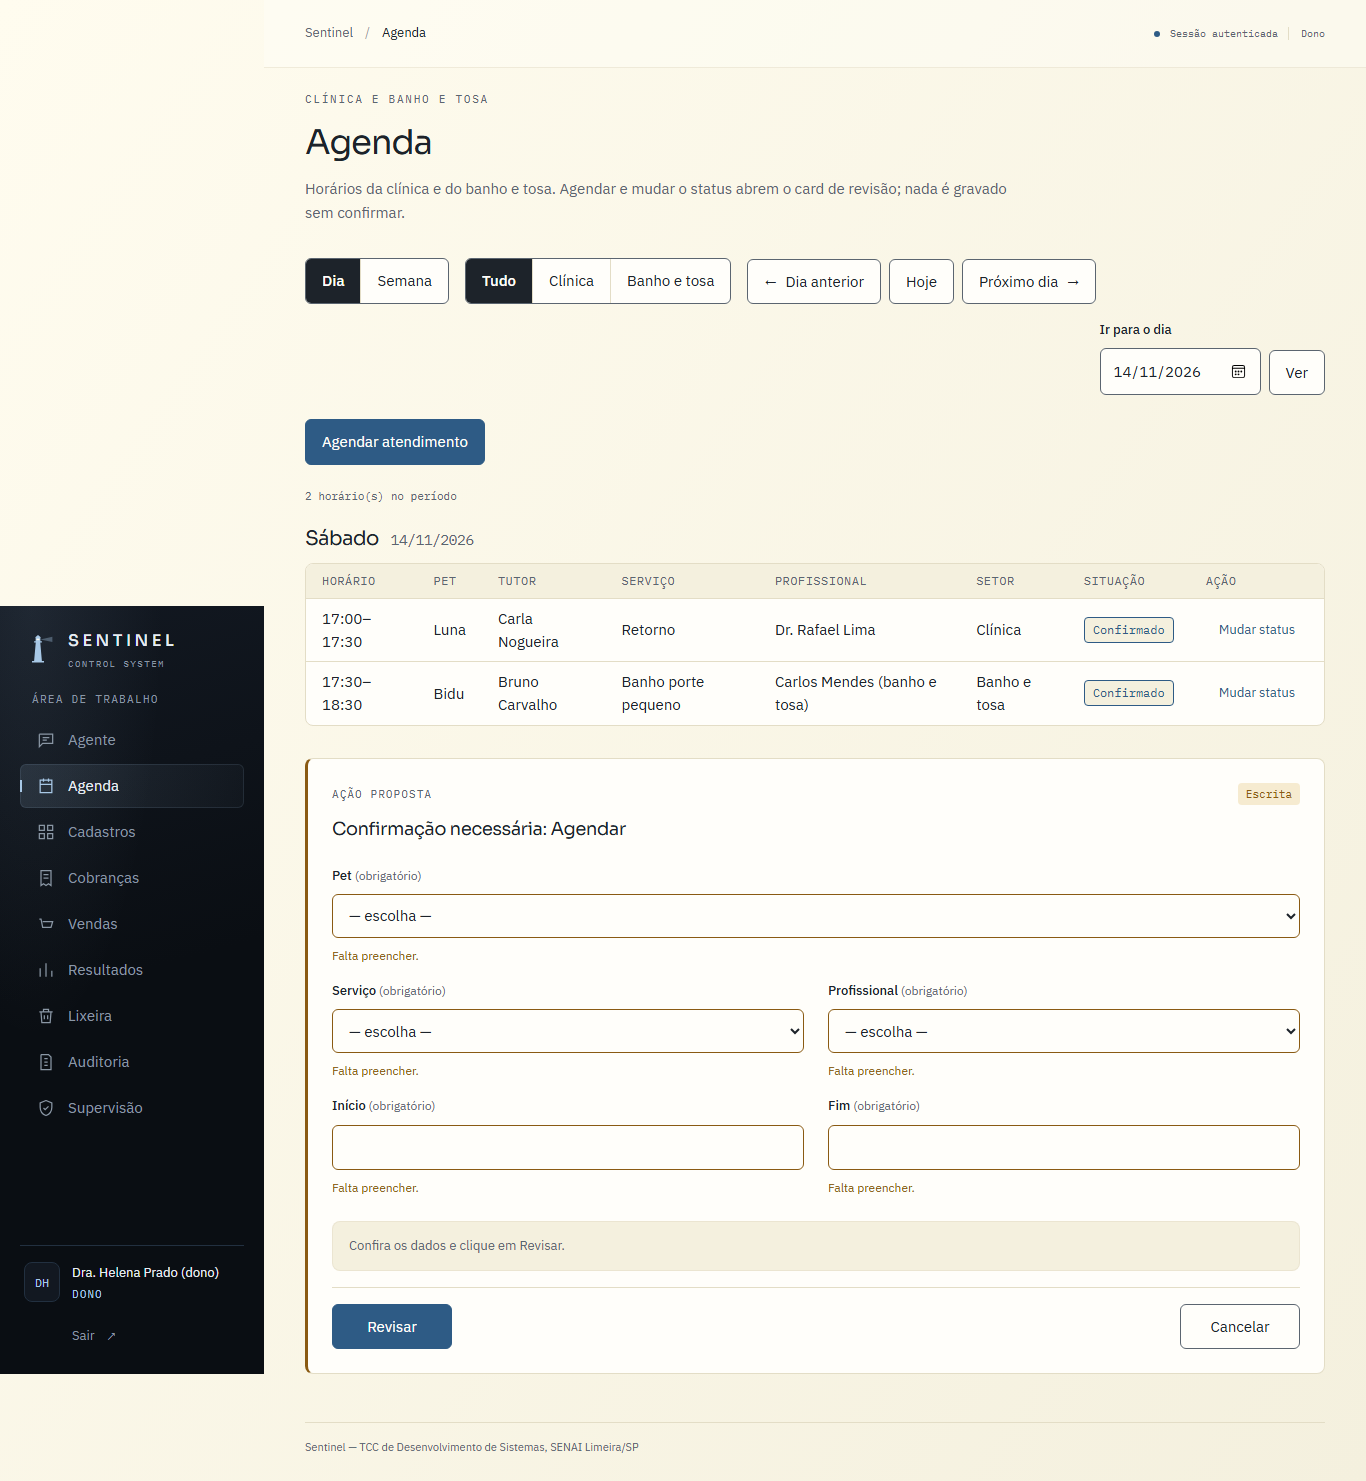 Sentinel / Agenda
Sessão autenticada Dono
CLÍNICA E BANHO E TOSA
Agenda
Horários da clínica e do banho e tosa. Agendar e mudar o status abrem o card de revisão; nada é gravado
sem confirmar.
Dia Semana Tudo Clínica Banho e tosa ← Dia anterior Hoje Próximo dia →
Ir para o dia
14/11/2026 Ver
Agendar atendimento
2 horário(s) no período
Sábado 14/11/2026
HORÁRIO PET TUTOR SERVIÇO PROFISSIONAL SETOR SITUAÇÃO AÇÃO
17:00–
17:30 Luna Carla
Nogueira Retorno Dr. Rafael Lima Clínica Confirmado Mudar status
17:30–
18:30 Bidu Bruno
Carvalho Banho porte
pequeno Carlos Mendes (banho e
tosa) Banho e
tosa Confirmado Mudar status
AÇÃO PROPOSTA Escrita
Confirmação necessária: Agendar
Pet (obrigatório)
— escolha —
Falta preencher.
Serviço (obrigatório) Profissional (obrigatório)
— escolha — — escolha —
Falta preencher. Falta preencher.
Início (obrigatório) Fim (obrigatório)
Falta preencher. Falta preencher.
Confira os dados e clique em Revisar.
Revisar Cancelar
Sentinel — TCC de Desenvolvimento de Sistemas, SENAI Limeira/SP
SENTINEL
CONTROL SYSTEM
ÁREA DE TRABALHO
Agente
Agenda
Cadastros
Cobranças
Vendas
Resultados
Lixeira
Auditoria
Supervisão
DH Dra. Helena Prado (dono)
DONO
Sair ↗